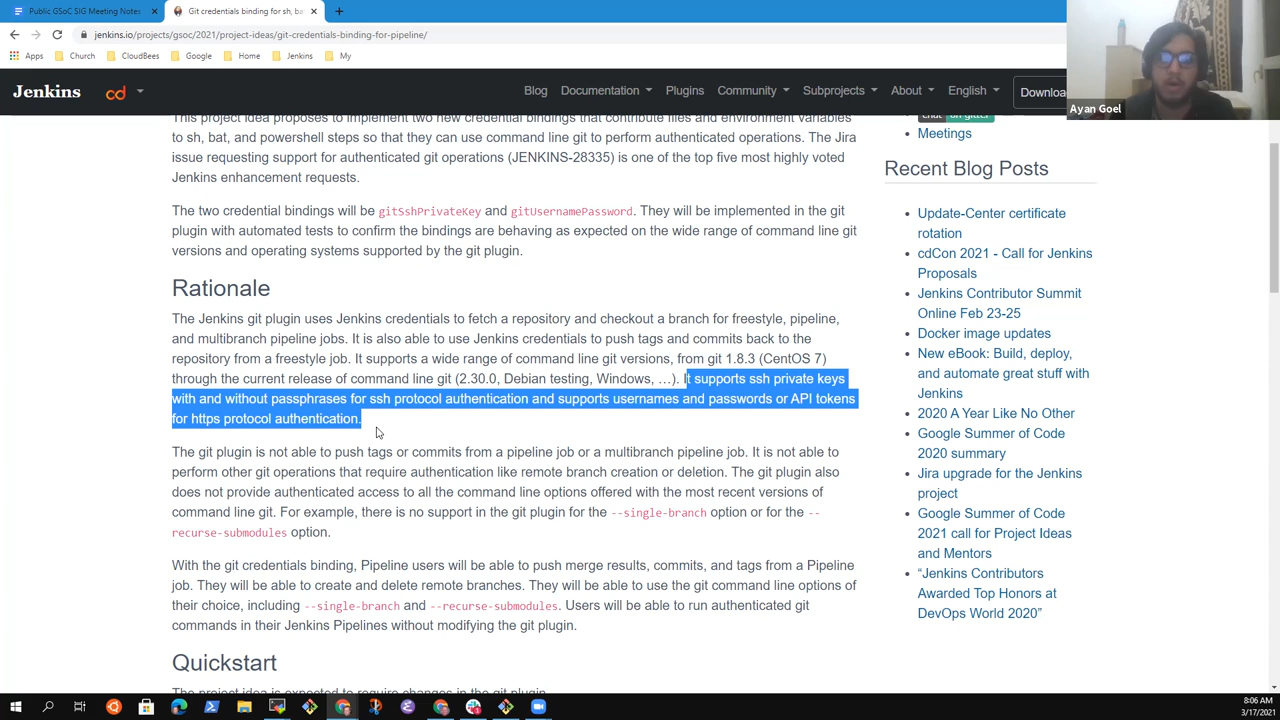 Public GSoC SIG Meeting Notes
Git credentials binding for sh, b
jenkins.io/projects/gsoc/2021/project-ideas/git-credentials-binding-for-pipeline/
Apps Church CloudBees Google Home Jenkins My
Ayan Goel
Jenkins cd Blog Documentation Plugins Community Subprojects About English Downloa
This project idea proposes to implement two new credential bindings that contribute files and environment variables
to sh, bat, and powershell steps so that they can use command line git to perform authenticated operations. The Jira
issue requesting support for authenticated git operations (JENKINS-28335) is one of the top five most highly voted
Jenkins enhancement requests.
The two credential bindings will be gitSshPrivateKey and gitUsernamePassword. They will be implemented in the git
plugin with automated tests to confirm the bindings are behaving as expected on the wide range of command line git
versions and operating systems supported by the git plugin.
Rationale
The Jenkins git plugin uses Jenkins credentials to fetch a repository and checkout a branch for freestyle, pipeline,
and multibranch pipeline jobs. It is also able to use Jenkins credentials to push tags and commits back to the
repository from a freestyle job. It supports a wide range of command line git versions, from git 1.8.3 (CentOS 7)
through the current release of command line git (2.30.0, Debian testing, Windows, …). It supports ssh private keys
with and without passphrases for ssh protocol authentication and supports usernames and passwords or API tokens
for https protocol authentication.
The git plugin is not able to push tags or commits from a pipeline job or a multibranch pipeline job. It is not able to
perform other git operations that require authentication like remote branch creation or deletion. The git plugin also
does not provide authenticated access to all the command line options offered with the most recent versions of
command line git. For example, there is no support in the git plugin for the --single-branch option or for the --
recurse-submodules option.
With the git credentials binding, Pipeline users will be able to push merge results, commits, and tags from a Pipeline
job. They will be able to create and delete remote branches. They will be able to use the git command line options of
their choice, including --single-branch and --recurse-submodules. Users will be able to run authenticated git
commands in their Jenkins Pipelines without modifying the git plugin.
Quickstart
The project idea is expected to require changes in the git plugin
chat on gitter
Meetings
Recent Blog Posts
Update-Center certificate
rotation
cdCon 2021 - Call for Jenkins
Proposals
Jenkins Contributor Summit
Online Feb 23-25
Docker image updates
New eBook: Build, deploy,
and automate great stuff with
Jenkins
2020 A Year Like No Other
Google Summer of Code
2020 summary
Jira upgrade for the Jenkins
project
Google Summer of Code
2021 call for Project Ideas
and Mentors
“Jenkins Contributors
Awarded Top Honors at
DevOps World 2020”
8:06 AM
3/17/2021